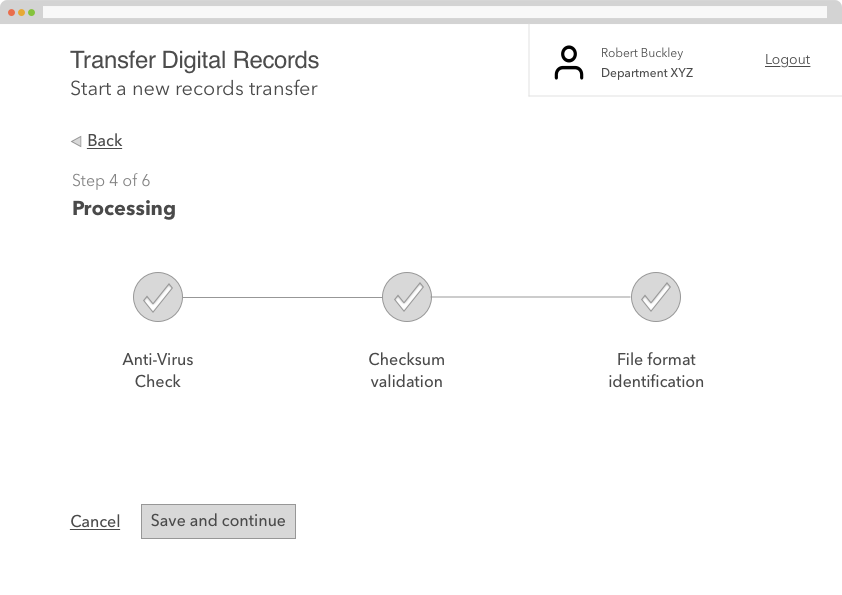 Transfer Digital Records
Start a new records transfer
Robert Buckley
Department XYZ
Logout
Back
Step 4 of 6
Processing
Anti-Virus
Check
Checksum
validation
File format
identification
Cancel
Save and continue